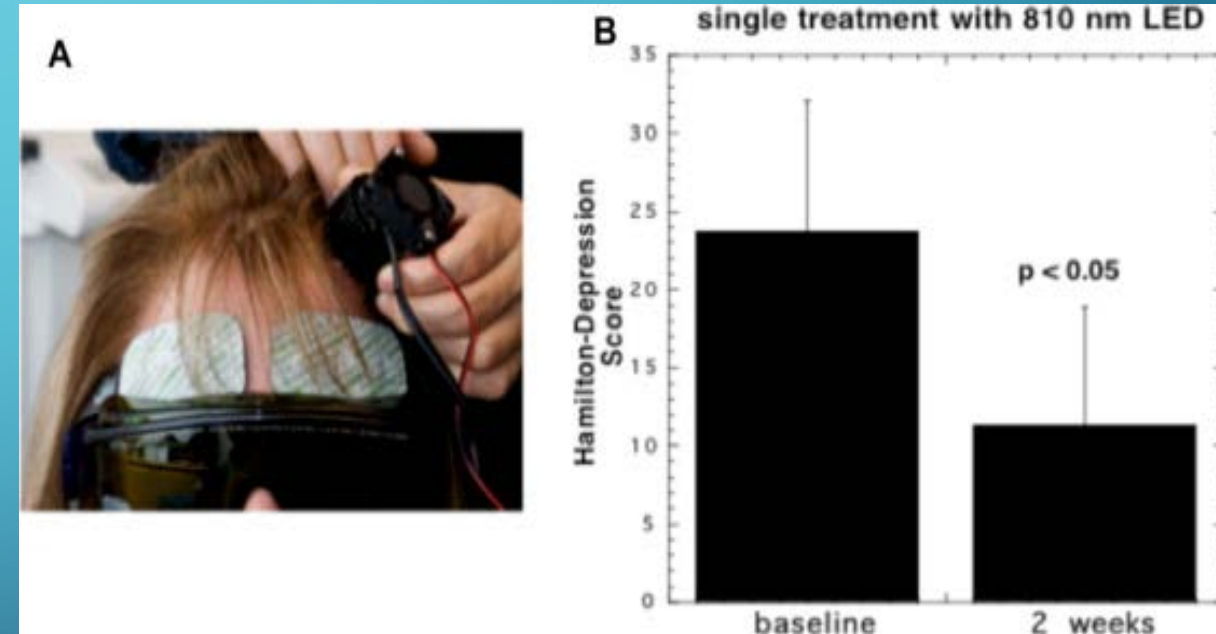 A
B
single treatment with 810 nm LED
Hamilton-Depression
Score
35
30
25
20
15
10
5
0
p < 0.05
baseline
2 weeks